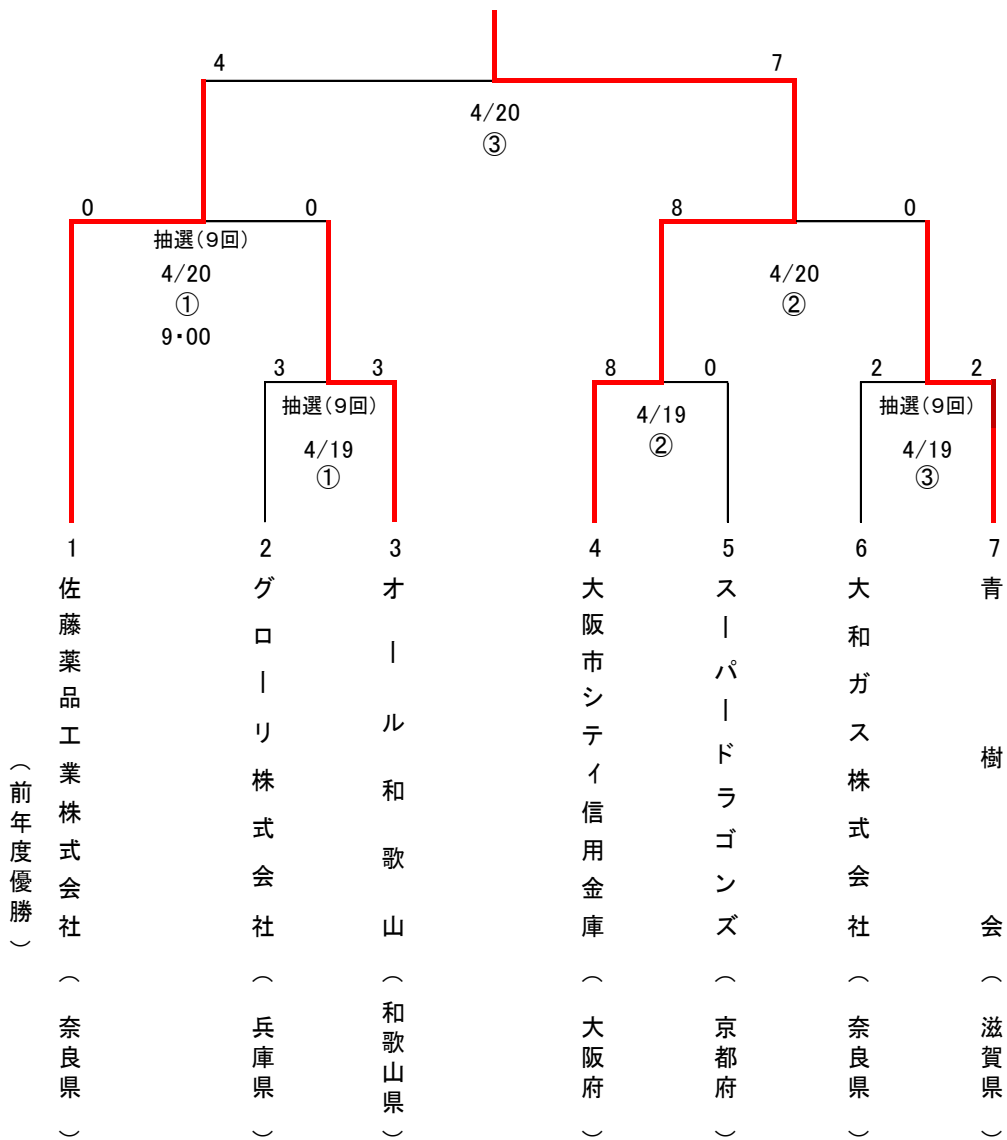 4 7
4/20
③
0 0 8 0
抽選(9回)
4/20
①
9・00
4/20
②
3 3 8 0 2 2
抽選(9回)
4/19
①
4/19
②
抽選(9回)
4/19
③
1 2 3 4 5 6 7
(前年度優勝)
佐藤薬品工業株式会社(奈良県)
グローリ株式会社(兵庫県)
オール和歌山(和歌山県)
大阪市シティ信用金庫(大阪府)
スーパードラゴンズ(京都府)
大和ガス株式会社(奈良県)
青樹会(滋賀県)